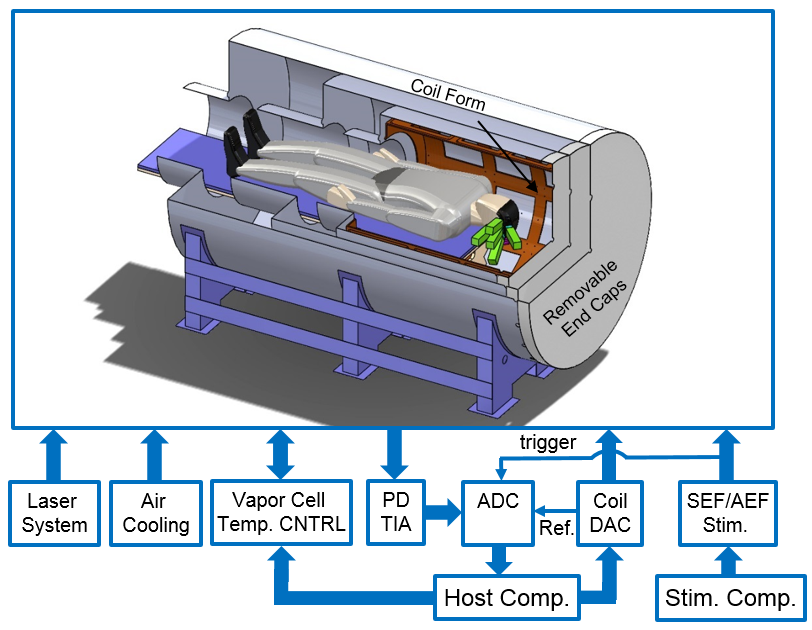 Coil Form
Removable
End Caps
trigger
Laser
System
Air
Cooling
Vapor Cell
Temp. CNTRL
PD
TIA
ADC
Ref.
Coil
DAC
SEF/AEF
Stim.
Host Comp.
Stim. Comp.